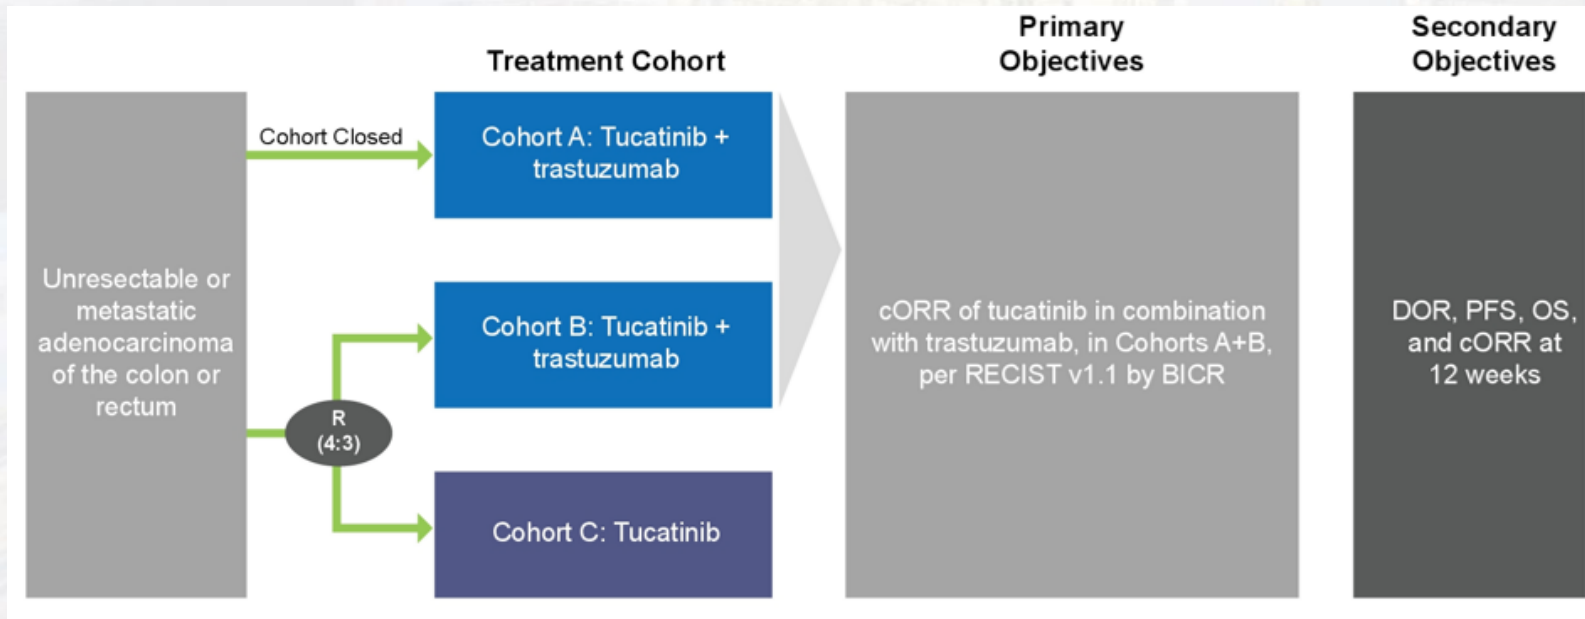 Treatment Cohort
Primary
Objectives
Secondary
Objectives
Unresectable or
metastatic
adenocarcinoma
of the colon or
rectum
Cohort Closed
R
(4:3)
Cohort A: Tucatinib +
trastuzumab
Cohort B: Tucatinib +
trastuzumab
Cohort C: Tucatinib
cORR of tucatinib in combination
with trastuzumab, in Cohorts A+B,
per RECIST v1.1 by BICR
DOR, PFS, OS,
and cORR at
12 weeks